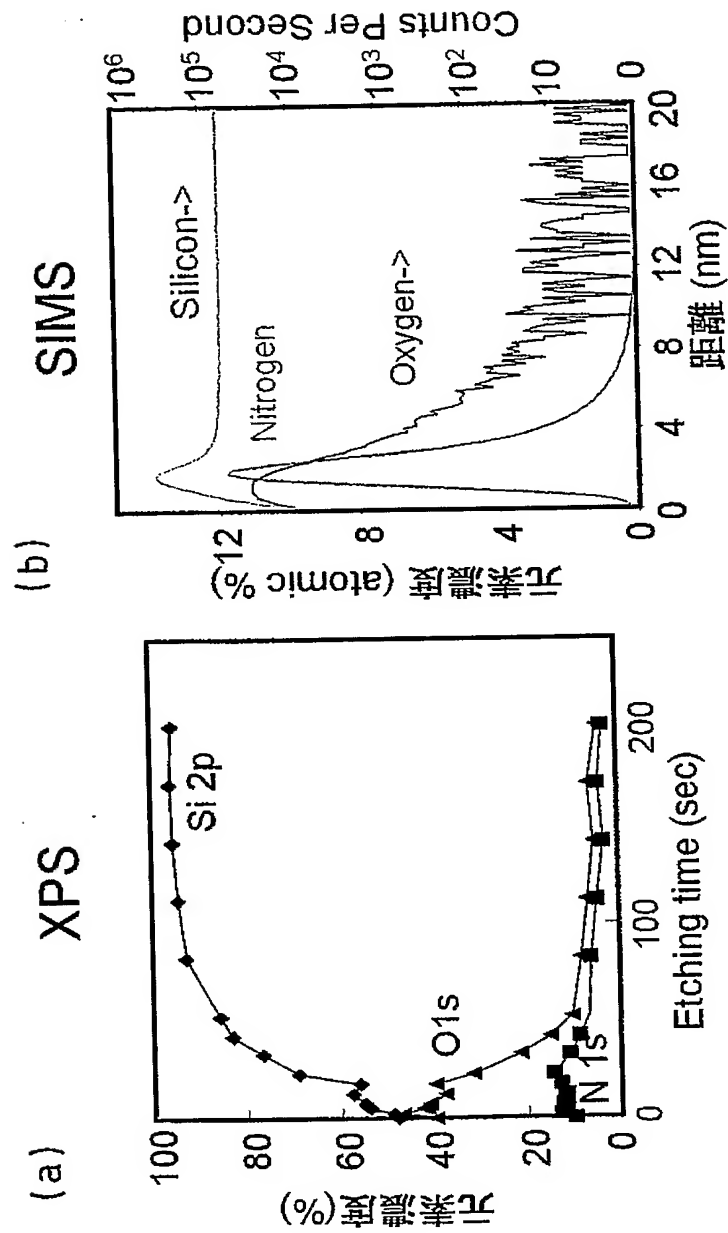 (a)
XPS
元素濃度(%)
100
80
60
40
20
0
Si 2p
O1s
N 1s
0
100
200
Etching time (sec)
(b)
SIMS
元素濃度 (atomic %)
12
8
4
0
Silicon->
Nitrogen
Oxygen->
10⁶
10⁵
10⁴
10³
10²
10
0
Counts Per Second
0
4
8
12
16
20
距離 (nm)